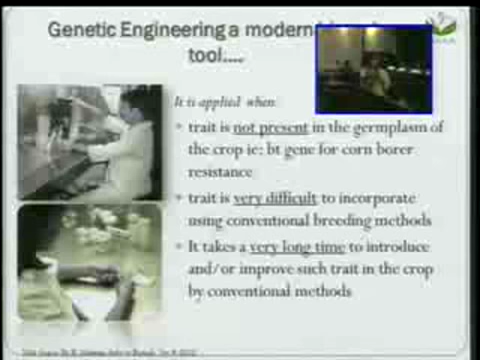 Genetic Engineering a modern
tool....
It is applied when:
trait is not present in the germplasm of
the crop ie: bt gene for corn borer
resistance
trait is very difficult to incorporate
using conventional breeding methods
It takes a very long time to introduce
and/or improve such trait in the crop
by conventional methods